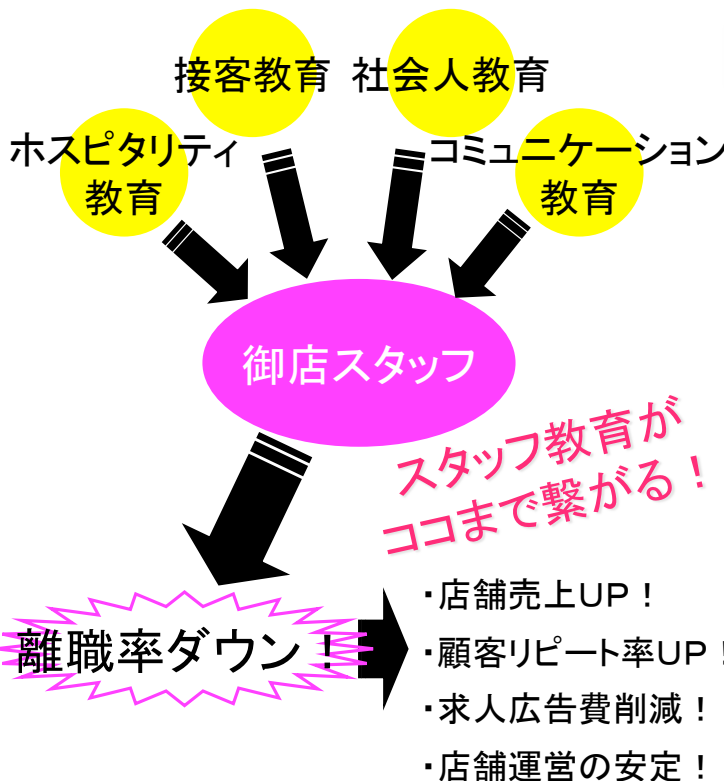 接客教育
社会人教育
ホスピタリティ
教育
コミュニケーション
教育
御店スタッフ
スタッフ教育が
ココまで繋がる！
離職率ダウン！
・店舗売上UP！
・顧客リピート率UP！
・求人広告費削減！
・店舗運営の安定！